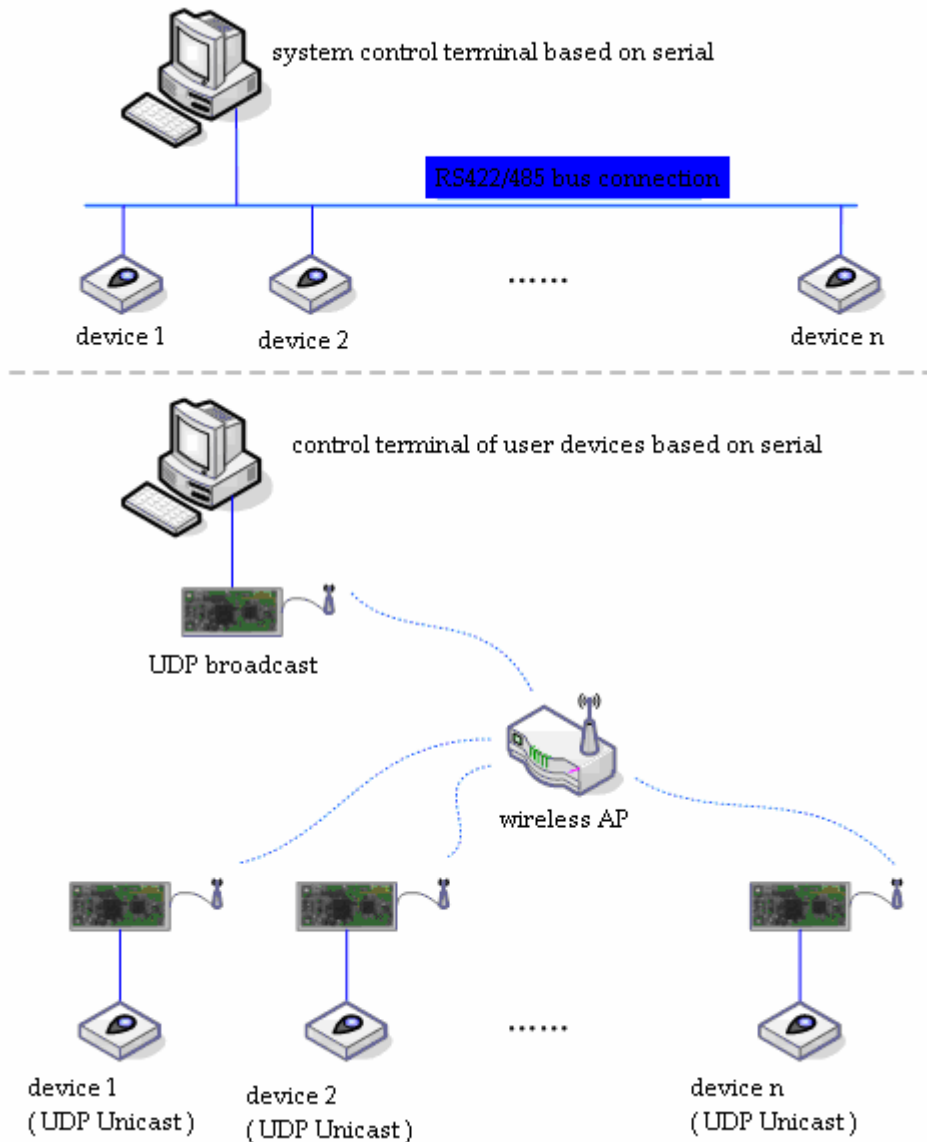 system control terminal based on serial
RS422/485 bus connection
device 1
device 2
......
device n
control terminal of user devices based on serial
UDP broadcast
wireless AP
......
device 1
( UDP Unicast )
device 2
( UDP Unicast )
device n
( UDP Unicast )